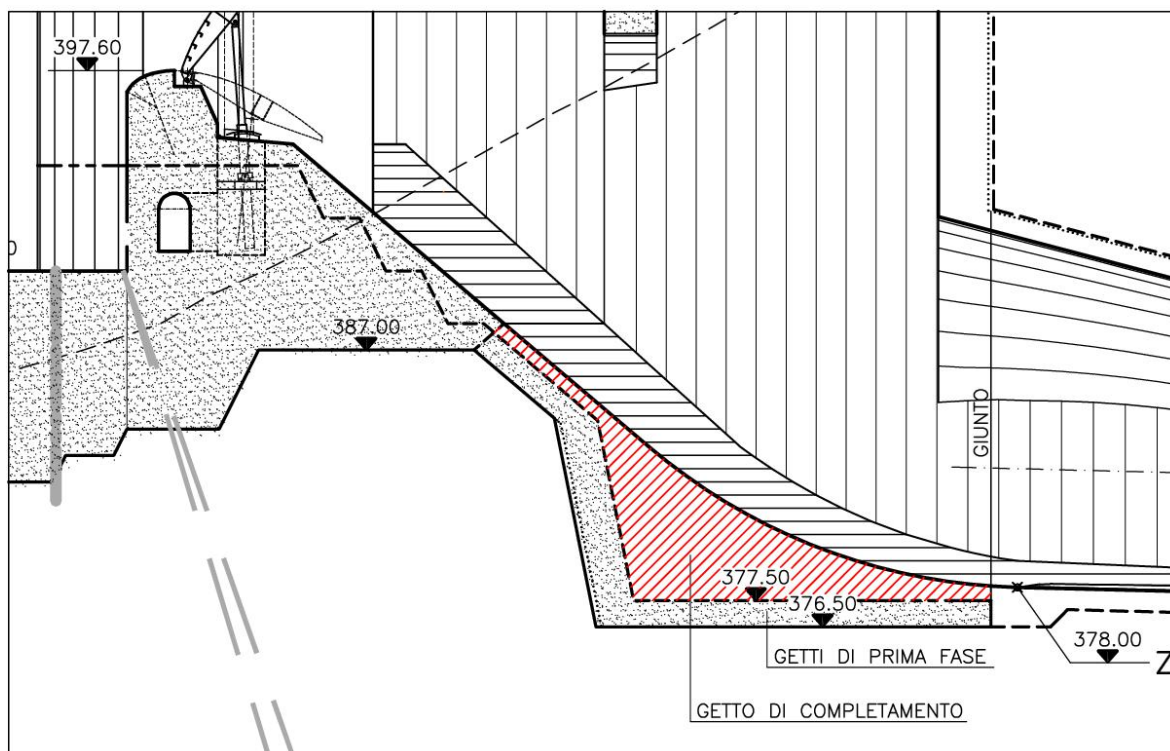 397.60
387.00
GIUNTO
377.50
376.50
378.00
Z
GETTI DI PRIMA FASE
GETTO DI COMPLETAMENTO